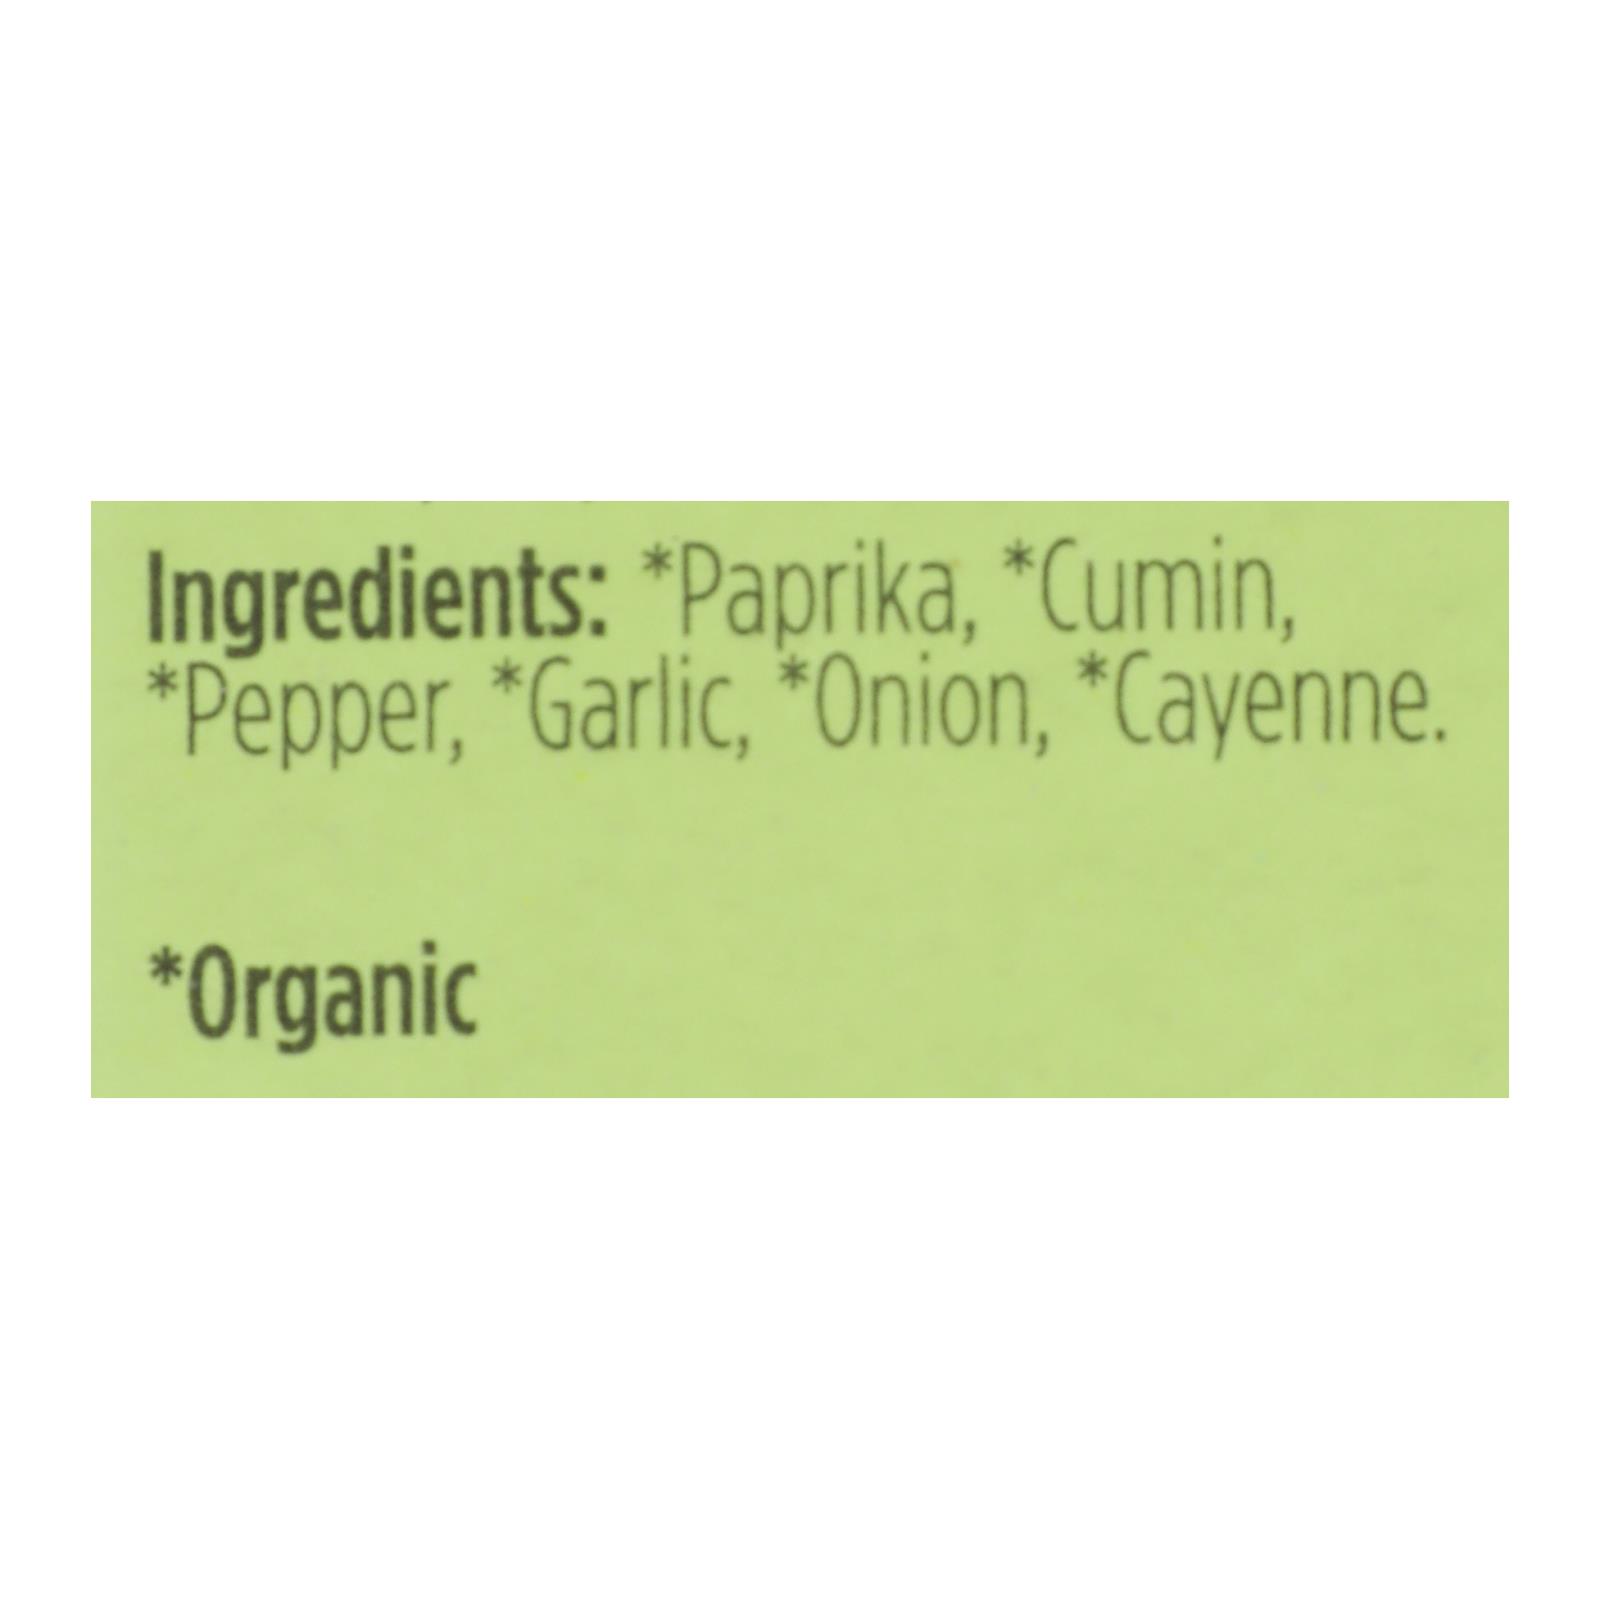 Ingredients: *Paprika, *Cumin,
*Pepper, *Garlic, *Onion, *Cayenne.
*Organic